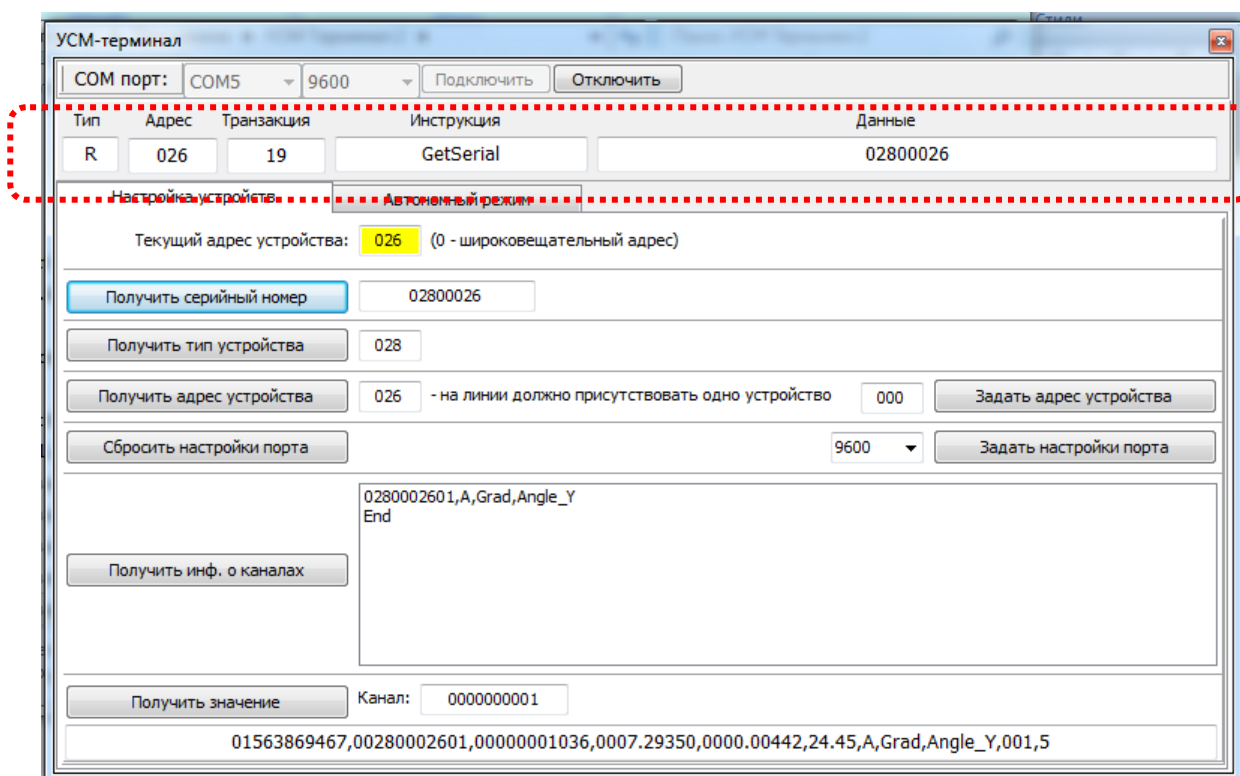 Стили
УСМ-терминал
COM порт: COM5 9600 Подключить Отключить
Тип Адрес Транзакция Инструкция Данные
R 026 19 GetSerial 02800026
Настройка устройств Автономный режим
Текущий адрес устройства: 026 (0 - широковещательный адрес)
Получить серийный номер 02800026
Получить тип устройства 028
Получить адрес устройства 026 - на линии должно присутствовать одно устройство 000 Задать адрес устройства
Сбросить настройки порта 9600 Задать настройки порта
0280002601,A,Grad,Angle_Y
End
Получить инф. о каналах
Получить значение Канал: 0000000001
01563869467,00280002601,00000001036,0007.29350,0000.00442,24.45,A,Grad,Angle_Y,001,5